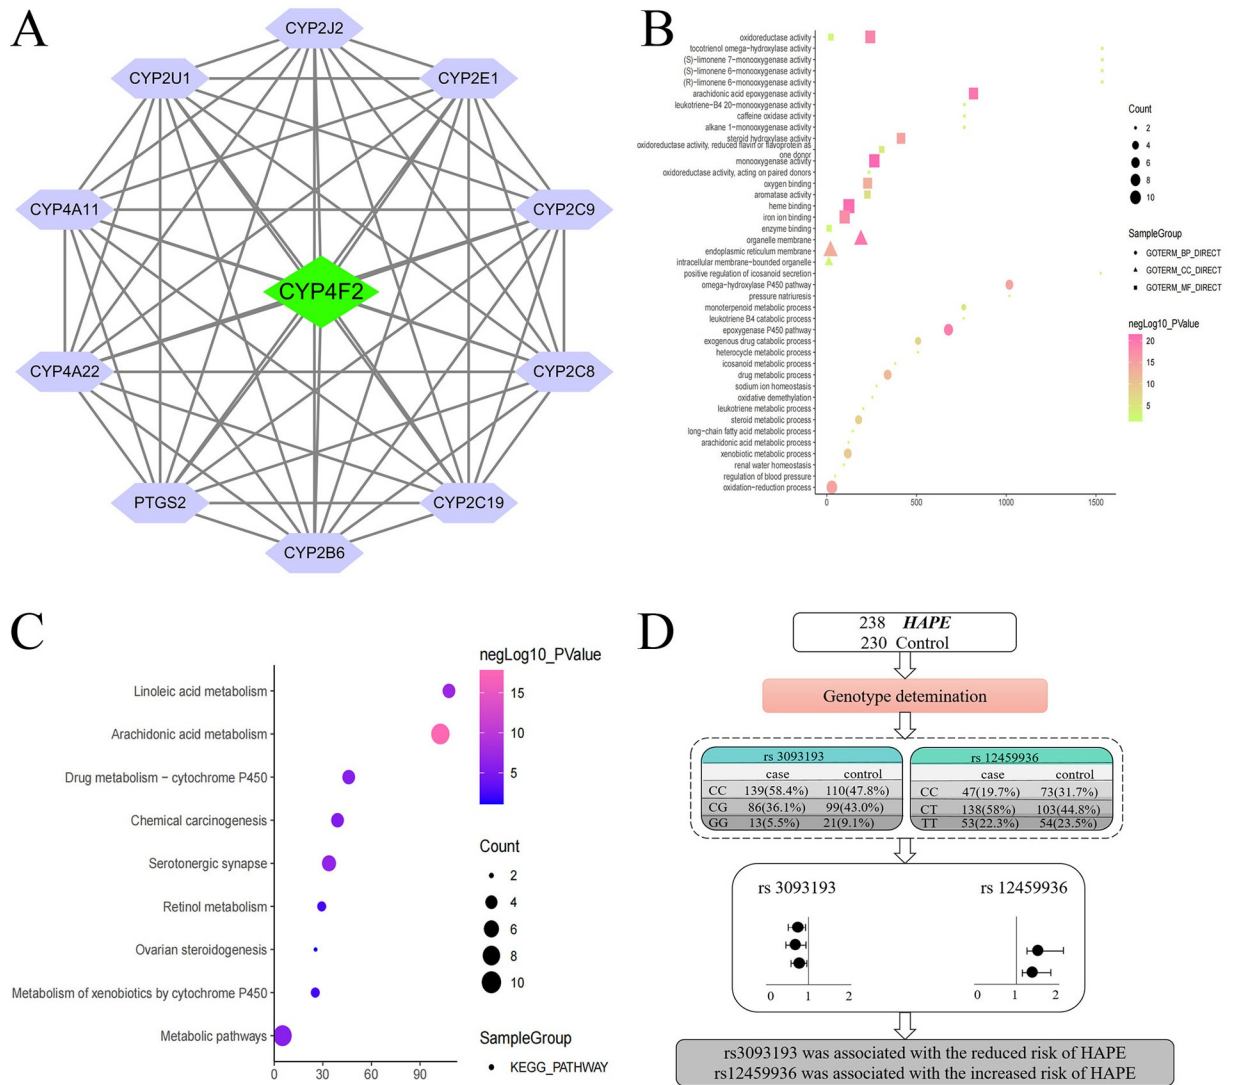 A
CYP2J2
CYP2U1
CYP2E1
CYP4A11
CYP2C9
CYP4F2
CYP4A22
CYP2C8
PTGS2
CYP2C19
CYP2B6
B
oxidoreductase activity
tocotrienol omega-hydroxylase activity
(S)-limonene 7-monooxygenase activity
(S)-limonene 6-monooxygenase activity
(R)-limonene 6-monooxygenase activity
arachidonic acid epoxygenase activity
leukotriene-B4 20-monooxygenase activity
caffeine oxidase activity
alkane 1-monooxygenase activity
steroid hydroxylase activity
oxidoreductase activity, reduced flavin or flavoprotein as
one donor
monooxygenase activity
oxidoreductase activity, acting on paired donors
oxygen binding
aromatase activity
heme binding
iron ion binding
enzyme binding
organelle membrane
endoplasmic reticulum membrane
intracellular membrane-bounded organelle
positive regulation of icosanoid secretion
omega-hydroxylase P450 pathway
pressure natriuresis
monoterpenoid metabolic process
leukotriene B4 catabolic process
epoxygenase P450 pathway
exogenous drug catabolic process
heterocycle metabolic process
icosanoid metabolic process
drug metabolic process
sodium ion homeostasis
oxidative demethylation
leukotriene metabolic process
steroid metabolic process
long-chain fatty acid metabolic process
arachidonic acid metabolic process
xenobiotic metabolic process
renal water homeostasis
regulation of blood pressure
oxidation-reduction process
0 500 1000 1500
Count
2
4
6
8
10
SampleGroup
GOTERM_BP_DIRECT
GOTERM_CC_DIRECT
GOTERM_MF_DIRECT
negLog10_PValue
20
15
10
5
C
Linoleic acid metabolism
Arachidonic acid metabolism
Drug metabolism - cytochrome P450
Chemical carcinogenesis
Serotonergic synapse
Retinol metabolism
Ovarian steroidogenesis
Metabolism of xenobiotics by cytochrome P450
Metabolic pathways
0 30 60 90
negLog10_PValue
15
10
5
Count
2
4
6
8
10
SampleGroup
KEGG_PATHWAY
D
238 HAPE
230 Control
Genotype detemination
rs 3093193
case control
CC 139(58.4%) 110(47.8%)
CG 86(36.1%) 99(43.0%)
GG 13(5.5%) 21(9.1%)
rs 12459936
case control
CC 47(19.7%) 73(31.7%)
CT 138(58%) 103(44.8%)
TT 53(22.3%) 54(23.5%)
rs 3093193
0 1 2
rs 12459936
0 1 2
rs3093193 was associated with the reduced risk of HAPE
rs12459936 was associated with the increased risk of HAPE